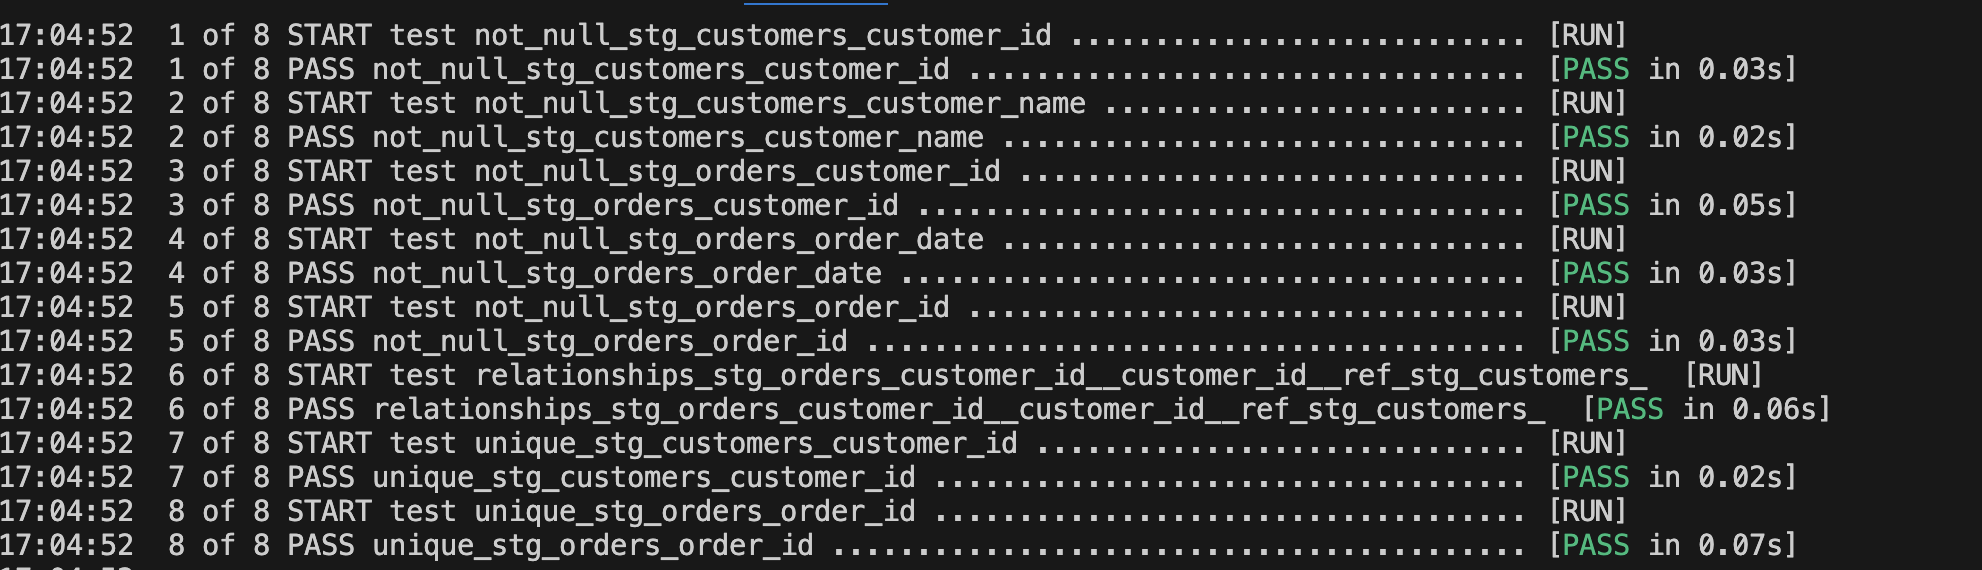 17:04:52  1 of 8 START test not_null_stg_customers_customer_id ........................... [RUN]
17:04:52  1 of 8 PASS not_null_stg_customers_customer_id ................................. [PASS in 0.03s]
17:04:52  2 of 8 START test not_null_stg_customers_customer_name ......................... [RUN]
17:04:52  2 of 8 PASS not_null_stg_customers_customer_name ............................... [PASS in 0.02s]
17:04:52  3 of 8 START test not_null_stg_orders_customer_id .............................. [RUN]
17:04:52  3 of 8 PASS not_null_stg_orders_customer_id .................................... [PASS in 0.05s]
17:04:52  4 of 8 START test not_null_stg_orders_order_date ............................... [RUN]
17:04:52  4 of 8 PASS not_null_stg_orders_order_date ..................................... [PASS in 0.03s]
17:04:52  5 of 8 START test not_null_stg_orders_order_id ................................. [RUN]
17:04:52  5 of 8 PASS not_null_stg_orders_order_id ....................................... [PASS in 0.03s]
17:04:52  6 of 8 START test relationships_stg_orders_customer_id__customer_id__ref_stg_customers_  [RUN]
17:04:52  6 of 8 PASS relationships_stg_orders_customer_id__customer_id__ref_stg_customers_  [PASS in 0.06s]
17:04:52  7 of 8 START test unique_stg_customers_customer_id ............................. [RUN]
17:04:52  7 of 8 PASS unique_stg_customers_customer_id ................................... [PASS in 0.02s]
17:04:52  8 of 8 START test unique_stg_orders_order_id ................................... [RUN]
17:04:52  8 of 8 PASS unique_stg_orders_order_id ......................................... [PASS in 0.07s]